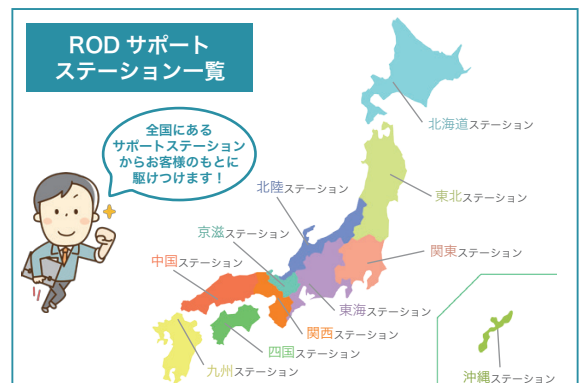 ROD サポート
ステーション一覧
全国にある
サポートステーション
からお客様のもとに
駆けつけます！
北海道ステーション
東北ステーション
北陸ステーション
京滋ステーション
関東ステーション
中国ステーション
東海ステーション
関西ステーション
四国ステーション
九州ステーション
沖縄ステーション